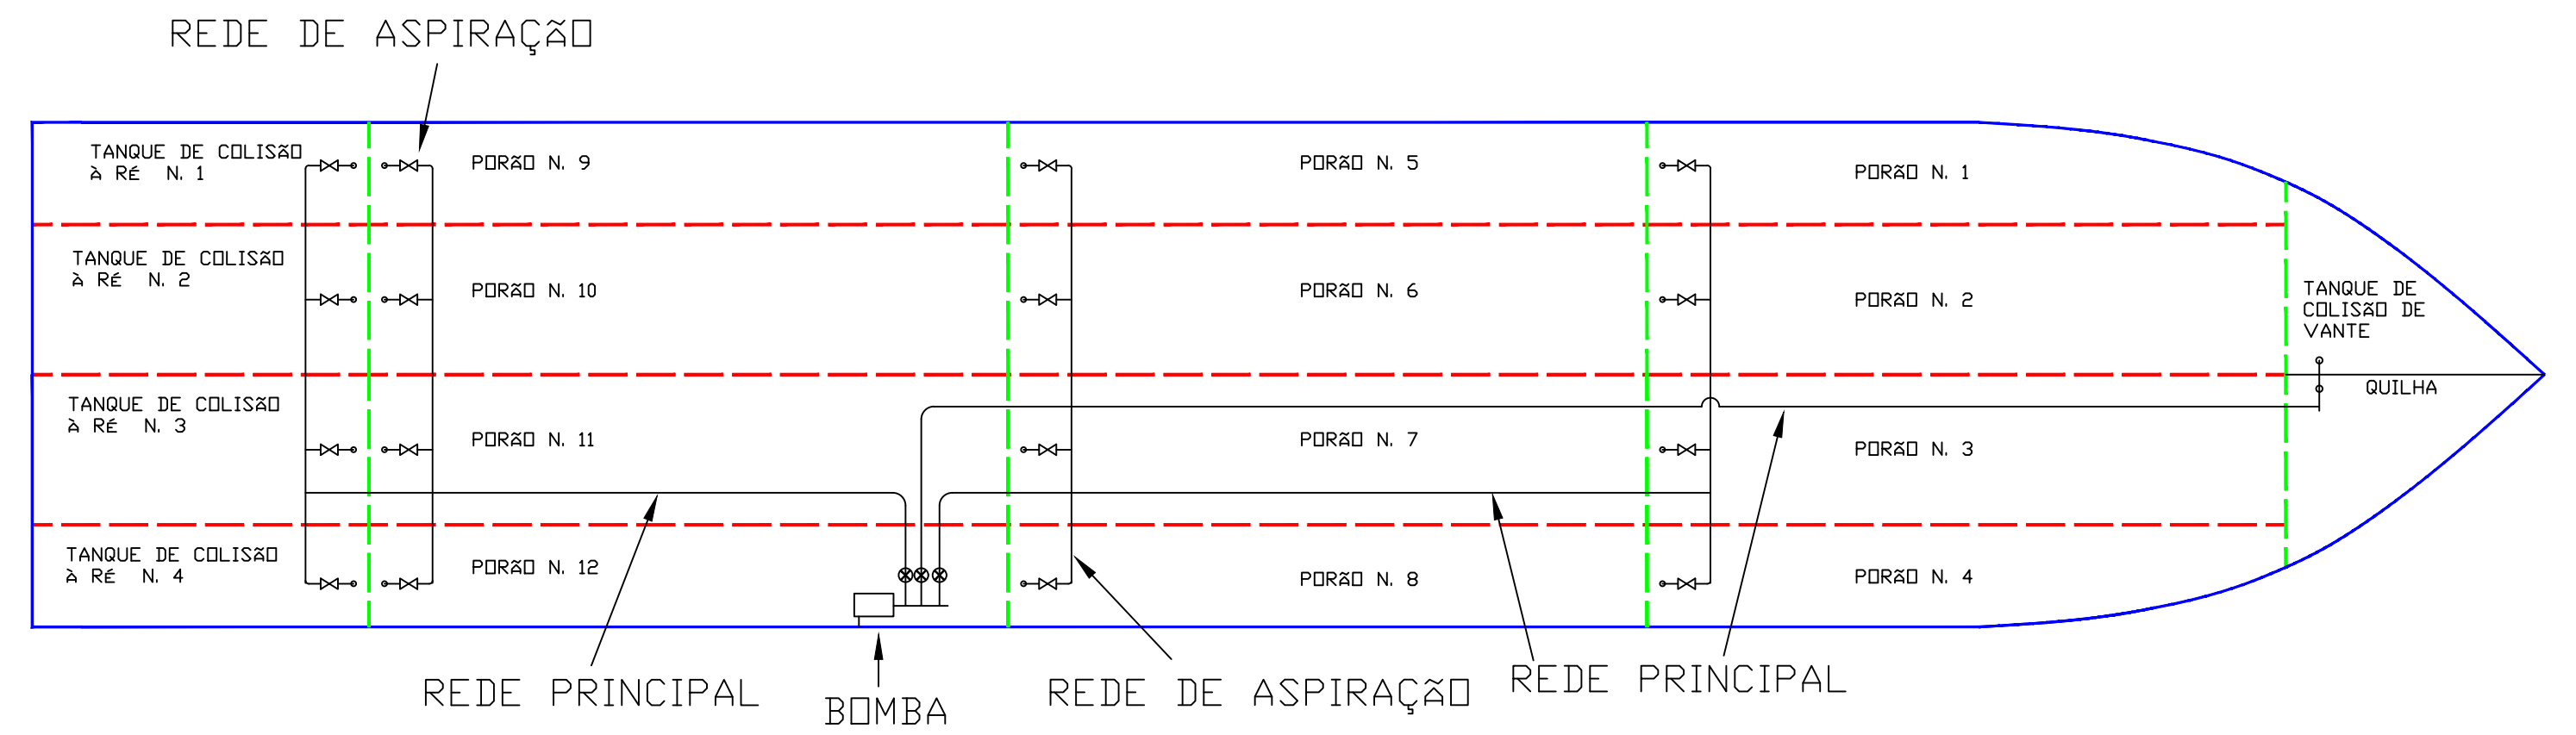 REDE DE ASPIRAÇÃO
TANQUE DE COLISÃO
À RÉ N. 1
PORÃO N. 9
PORÃO N. 5
PORÃO N. 1
TANQUE DE COLISÃO
À RÉ N. 2
PORÃO N. 10
PORÃO N. 6
PORÃO N. 2
TANQUE DE
COLISÃO DE
VANTE
QUILHA
TANQUE DE COLISÃO
À RÉ N. 3
PORÃO N. 11
PORÃO N. 7
PORÃO N. 3
TANQUE DE COLISÃO
À RÉ N. 4
PORÃO N. 12
PORÃO N. 8
PORÃO N. 4
REDE PRINCIPAL
BOMBA
REDE DE ASPIRAÇÃO
REDE PRINCIPAL